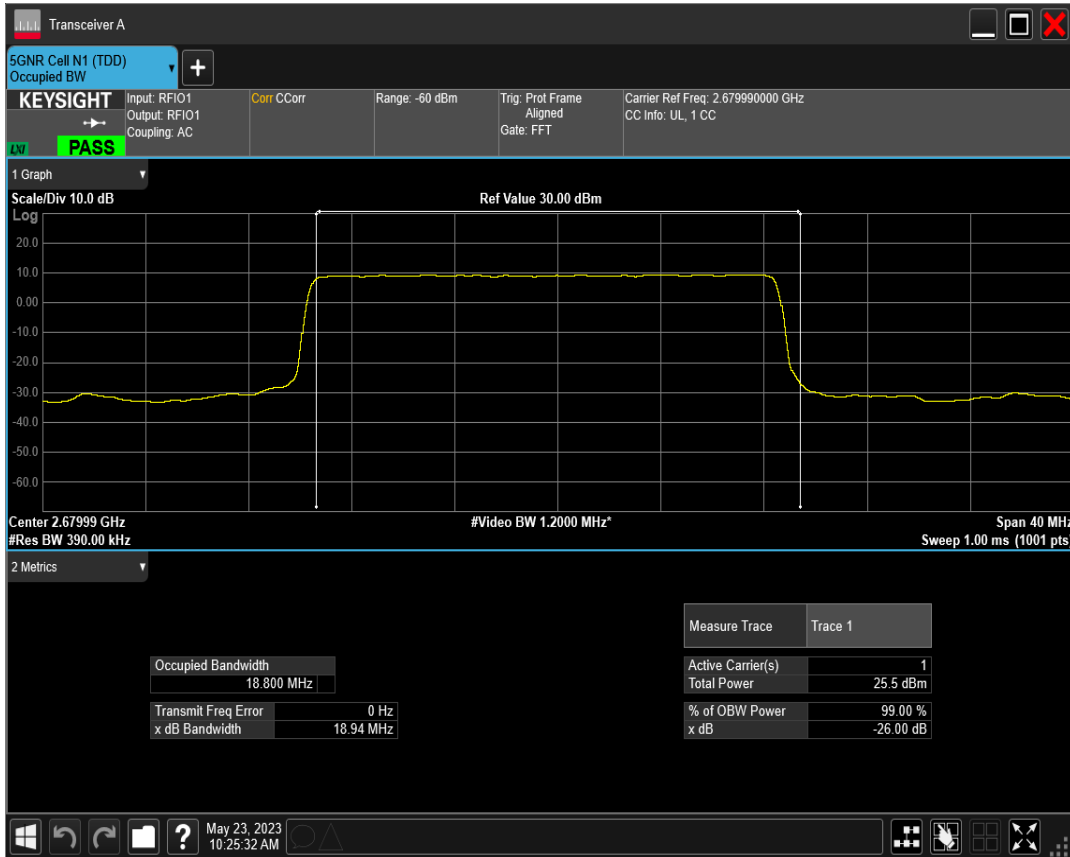 Transceiver A
5GNR Cell N1 (TDD)
Occupied BW
+
KEYSIGHT
LXI
PASS
Input: RFIO1
Output: RFIO1
Coupling: AC
Corr CCorr
Range: -60 dBm
Trig: Prot Frame
Aligned
Gate: FFT
Carrier Ref Freq: 2.679990000 GHz
CC Info: UL, 1 CC
1 Graph
Scale/Div 10.0 dB
Ref Value 30.00 dBm
Log
20.0
10.0
0.00
-10.0
-20.0
-30.0
-40.0
-50.0
-60.0
Center 2.67999 GHz
#Video BW 1.2000 MHz*
Span 40 MHz
#Res BW 390.00 kHz
Sweep 1.00 ms (1001 pts)
2 Metrics
Measure Trace Trace 1
Occupied Bandwidth
18.800 MHz
Active Carrier(s) 1
Total Power 25.5 dBm
Transmit Freq Error 0 Hz
x dB Bandwidth 18.94 MHz
% of OBW Power 99.00 %
x dB -26.00 dB
?
May 23, 2023
10:25:32 AM